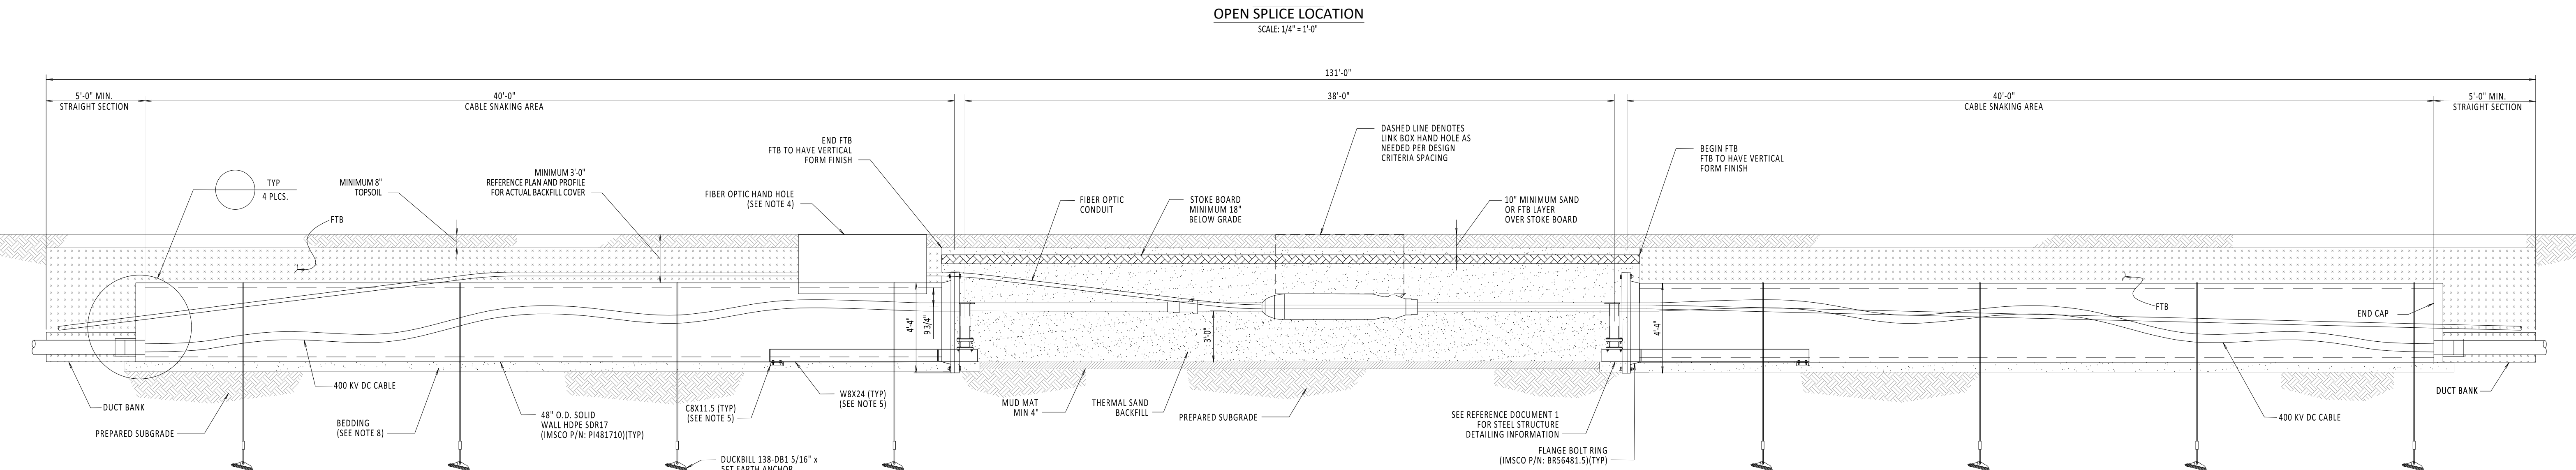 OPEN SPLICE LOCATION
SCALE: 1/4" = 1'-0"
131'-0"
5'-0" MIN.
STRAIGHT SECTION
40'-0"
CABLE SNAKING AREA
38'-0"
40'-0"
CABLE SNAKING AREA
5'-0" MIN.
STRAIGHT SECTION
TYP
4 PLCS.
FTB
MINIMUM 8"
TOPSOIL
MINIMUM 3'-0"
REFERENCE PLAN AND PROFILE
FOR ACTUAL BACKFILL COVER
END FTB
FTB TO HAVE VERTICAL
FORM FINISH
FIBER OPTIC HAND HOLE
(SEE NOTE 4)
FIBER OPTIC
CONDUIT
STOKE BOARD
MINIMUM 18"
BELOW GRADE
DASHED LINE DENOTES
LINK BOX HAND HOLE AS
NEEDED PER DESIGN
CRITERIA SPACING
10" MINIMUM SAND
OR FTB LAYER
OVER STOKE BOARD
BEGIN FTB
FTB TO HAVE VERTICAL
FORM FINISH
FTB
END CAP
4'-4"
9 3/4"
3'-0"
4'-4"
DUCT BANK
PREPARED SUBGRADE
400 KV DC CABLE
BEDDING
(SEE NOTE 8)
48" O.D. SOLID
WALL HDPE SDR17
(IMSCO P/N: PI481710)(TYP)
C8X11.5 (TYP)
(SEE NOTE 5)
W8X24 (TYP)
(SEE NOTE 5)
DUCKBILL 138-DB1 5/16" x
5FT EARTH ANCHOR
MUD MAT
MIN 4"
THERMAL SAND
BACKFILL
PREPARED SUBGRADE
SEE REFERENCE DOCUMENT 1
FOR STEEL STRUCTURE
DETAILING INFORMATION
FLANGE BOLT RING
(IMSCO P/N: BR56481.5)(TYP)
400 KV DC CABLE
DUCT BANK